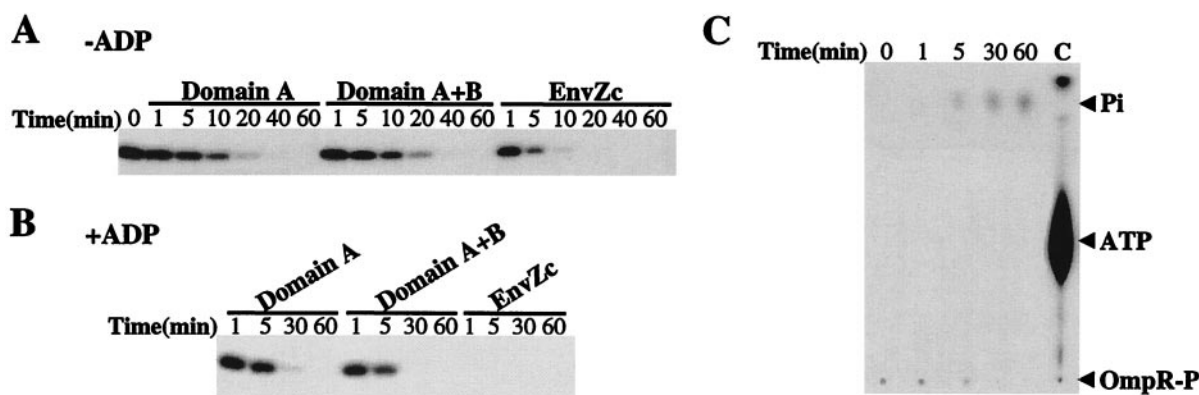 A -ADP
Domain A Domain A+B EnvZc
Time(min) 0 1 5 10 20 40 60 1 5 10 20 40 60 1 5 10 20 40 60
B +ADP
Domain A Domain A+B EnvZc
Time(min) 1 5 30 60 1 5 30 60 1 5 30 60
C
Time(min) 0 1 5 30 60 C
Pi
ATP
OmpR-P